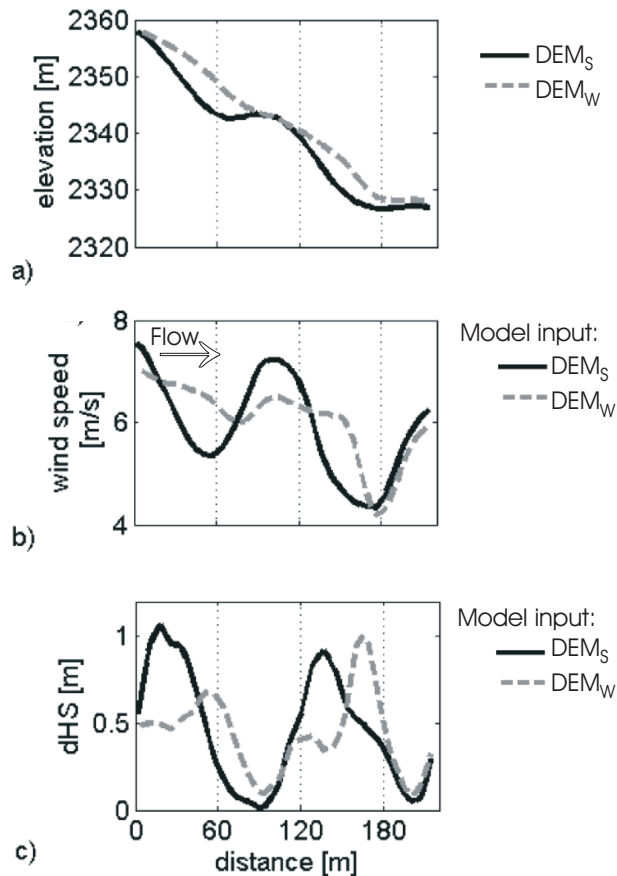 2360
2350
2340
2330
2320
elevation [m]
a)
DEMS
DEMW
8
6
4
wind speed
[m/s]
Flow
b)
Model input:
DEMS
DEMW
1
0.5
0
dHS [m]
0 60 120 180
distance [m]
c)
Model input:
DEMS
DEMW